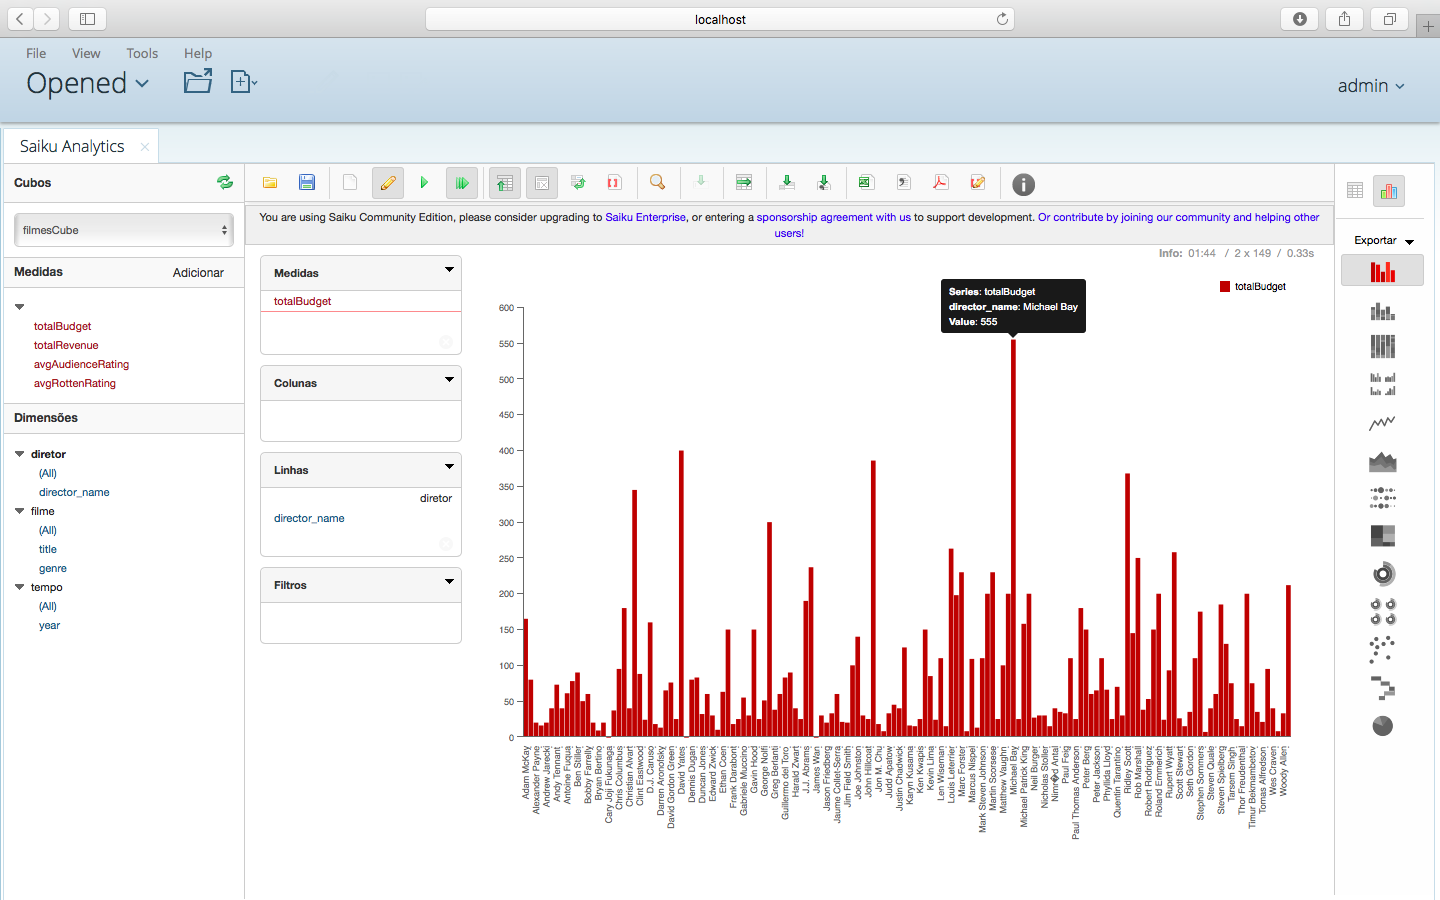 localhost
File View Tools Help
Opened
admin
Saiku Analytics
Cubos
filmesCube
Medidas Adicionar
totalBudget
totalRevenue
avgAudienceRating
avgRottenRating
Dimensões
diretor
(All)
director_name
filme
(All)
title
genre
tempo
(All)
year
You are using Saiku Community Edition, please consider upgrading to Saiku Enterprise, or entering a sponsorship agreement with us to support development. Or contribute by joining our community and helping other
users!
Info: 01:44 / 2 x 149 / 0.33s
Medidas
totalBudget
Colunas
Linhas
diretor
director_name
Filtros
totalBudget
Series: totalBudget
director_name: Michael Bay
Value: 555
600
550
500
450
400
350
300
250
200
150
100
50
0
Adam McKay
Alexander Payne
Andrew Jarecki
Andy Tennant
Antoine Fuqua
Ben Stiller
Bobby Farrelly
Bryan Bertino
Cary Joji Fukunaga
Chris Columbus
Christian Alvart
Clint Eastwood
D.J. Caruso
Darren Aronofsky
David Gordon Green
David Yates
Dennis Dugan
Duncan Jones
Edward Zwick
Ethan Coen
Frank Darabont
Gabriele Muccino
Gavin Hood
George Nolfi
Greg Berlanti
Guillermo del Toro
Harald Zwart
J.J. Abrams
James Wan
Jason Friedberg
Jaume Collet-Serra
Jim Field Smith
Joe Johnston
John Hillcoat
Jon M. Chu
Judd Apatow
Justin Chadwick
Karyn Kusama
Ken Kwapis
Kevin Lima
Len Wiseman
Louis Leterrier
Marc Forster
Marcus Nispel
Mark Steven Johnson
Martin Scorsese
Matthew Vaughn
Michael Bay
Michael Patrick King
Neil Burger
Nicholas Stoller
Nimr�d Antal
Paul Feig
Paul Thomas Anderson
Peter Berg
Peter Jackson
Phyllida Lloyd
Quentin Tarantino
Ridley Scott
Rob Marshall
Robert Rodriguez
Roland Emmerich
Rupert Wyatt
Scott Stewart
Seth Gordon
Stephen Sommers
Steven Quale
Steven Spielberg
Tarsem Singh
Thor Freudenthal
Timur Bekmambetov
Tomas Alfredson
Wes Craven
Woody Allen
Exportar